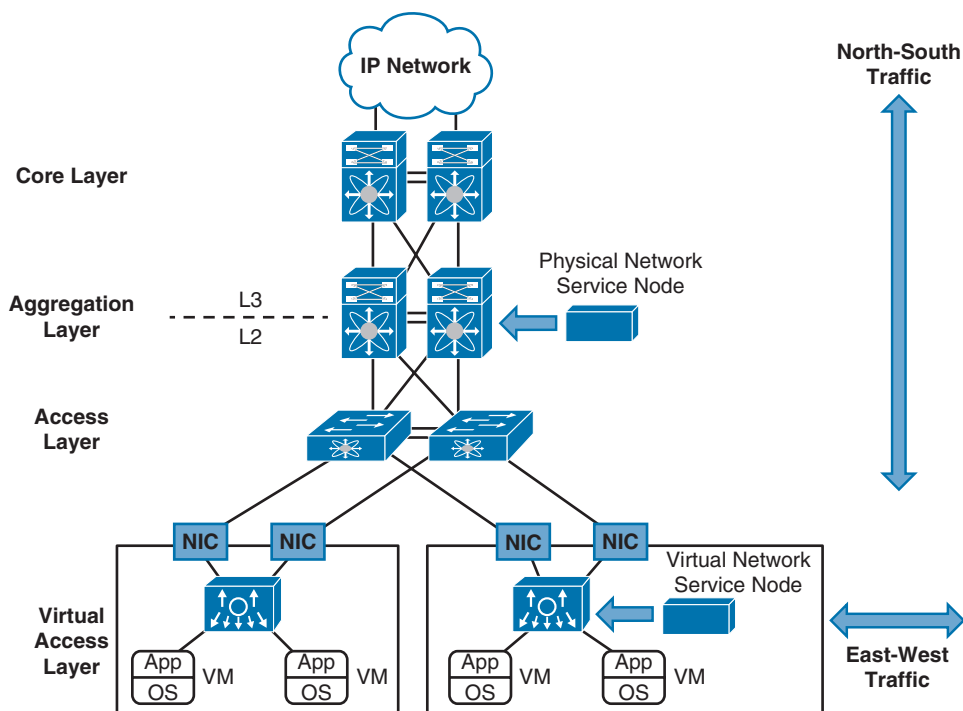 IP Network
North-South
Traffic
Core Layer
Physical Network
Service Node
Aggregation
Layer
L3
L2
Access
Layer
NIC
NIC
NIC
NIC
Virtual Network
Service Node
Virtual
Access
Layer
App
OS
VM
App
OS
VM
App
OS
VM
App
OS
VM
East-West
Traffic